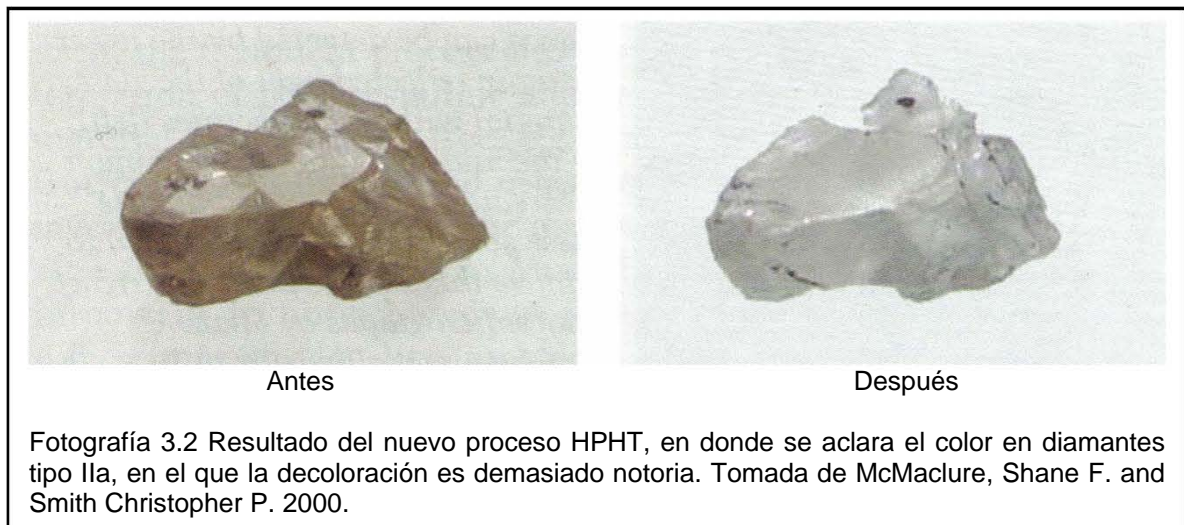 Antes
Después
Fotografía 3.2 Resultado del nuevo proceso HPHT, en donde se aclara el color en diamantes
tipo IIa, en el que la decoloración es demasiado notoria. Tomada de McMaclure, Shane F. and
Smith Christopher P. 2000.